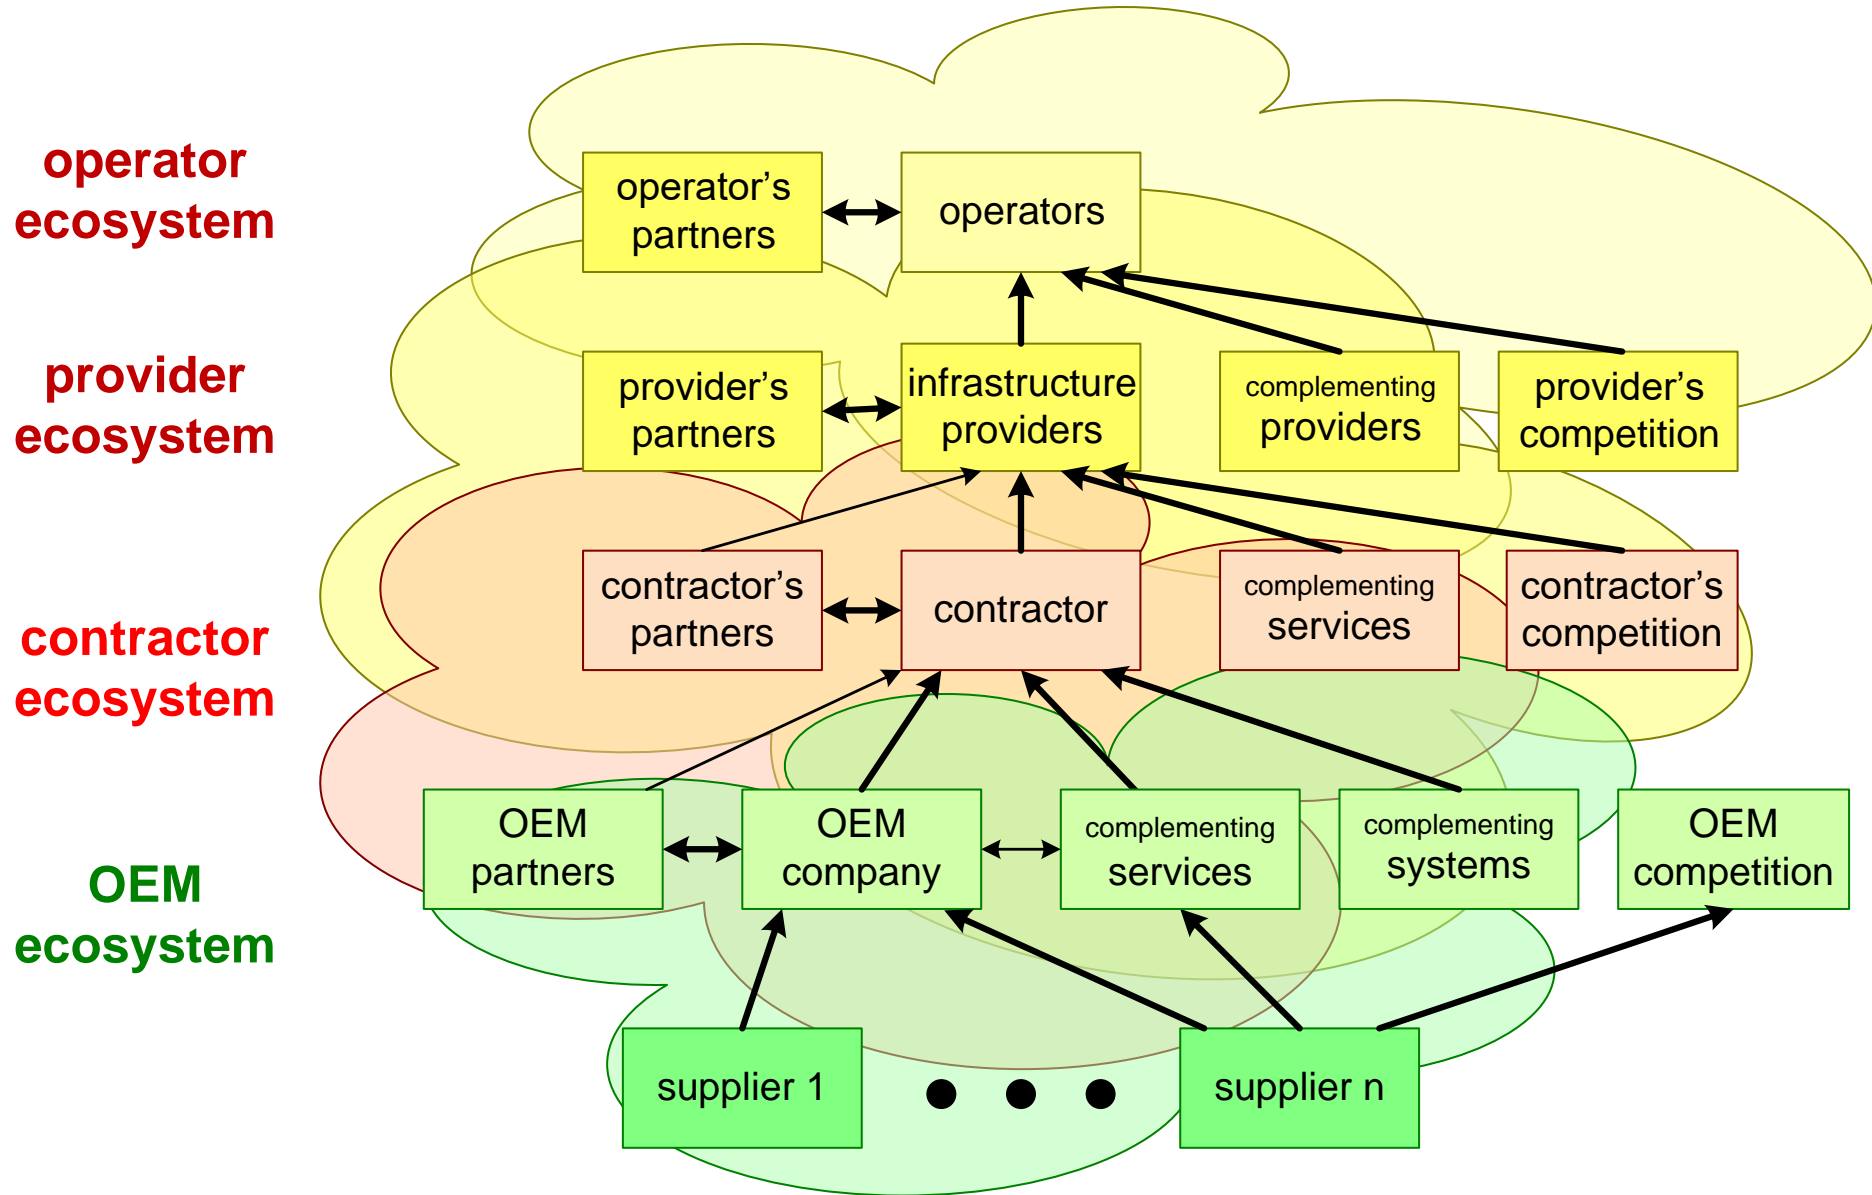 operator
ecosystem
operator’s
partners
operators
provider
ecosystem
provider’s
partners
infrastructure
providers
complementing
providers
provider’s
competition
contractor
ecosystem
contractor’s
partners
contractor
complementing
services
contractor’s
competition
OEM
ecosystem
OEM
partners
OEM
company
complementing
services
complementing
systems
OEM
competition
supplier 1
supplier n